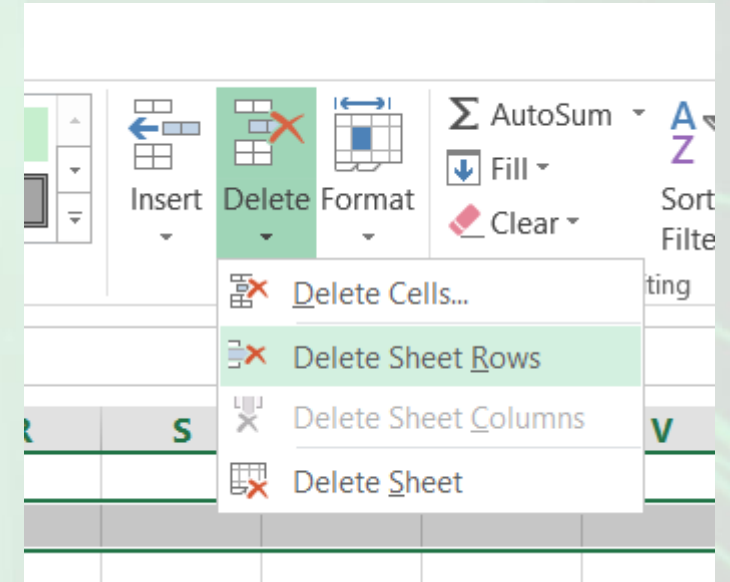 AutoSum
Fill
Insert Delete Format
Clear
A
Z
Sort
Filte
ting
Delete Cells...
Delete Sheet Rows
Delete Sheet Columns
Delete Sheet
S V